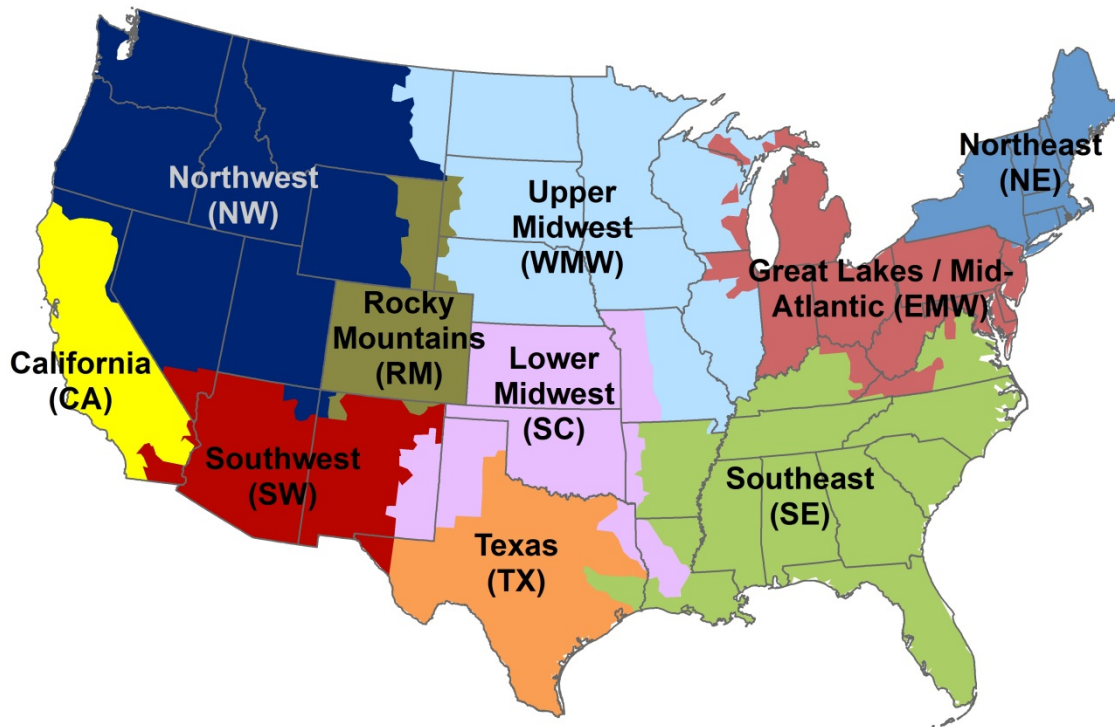 Northwest
(NW)
Upper
Midwest
(WMW)
Northeast
(NE)
Great Lakes / Mid-
Atlantic (EMW)
California
(CA)
Rocky
Mountains
(RM)
Lower
Midwest
(SC)
Southwest
(SW)
Southeast
(SE)
Texas
(TX)